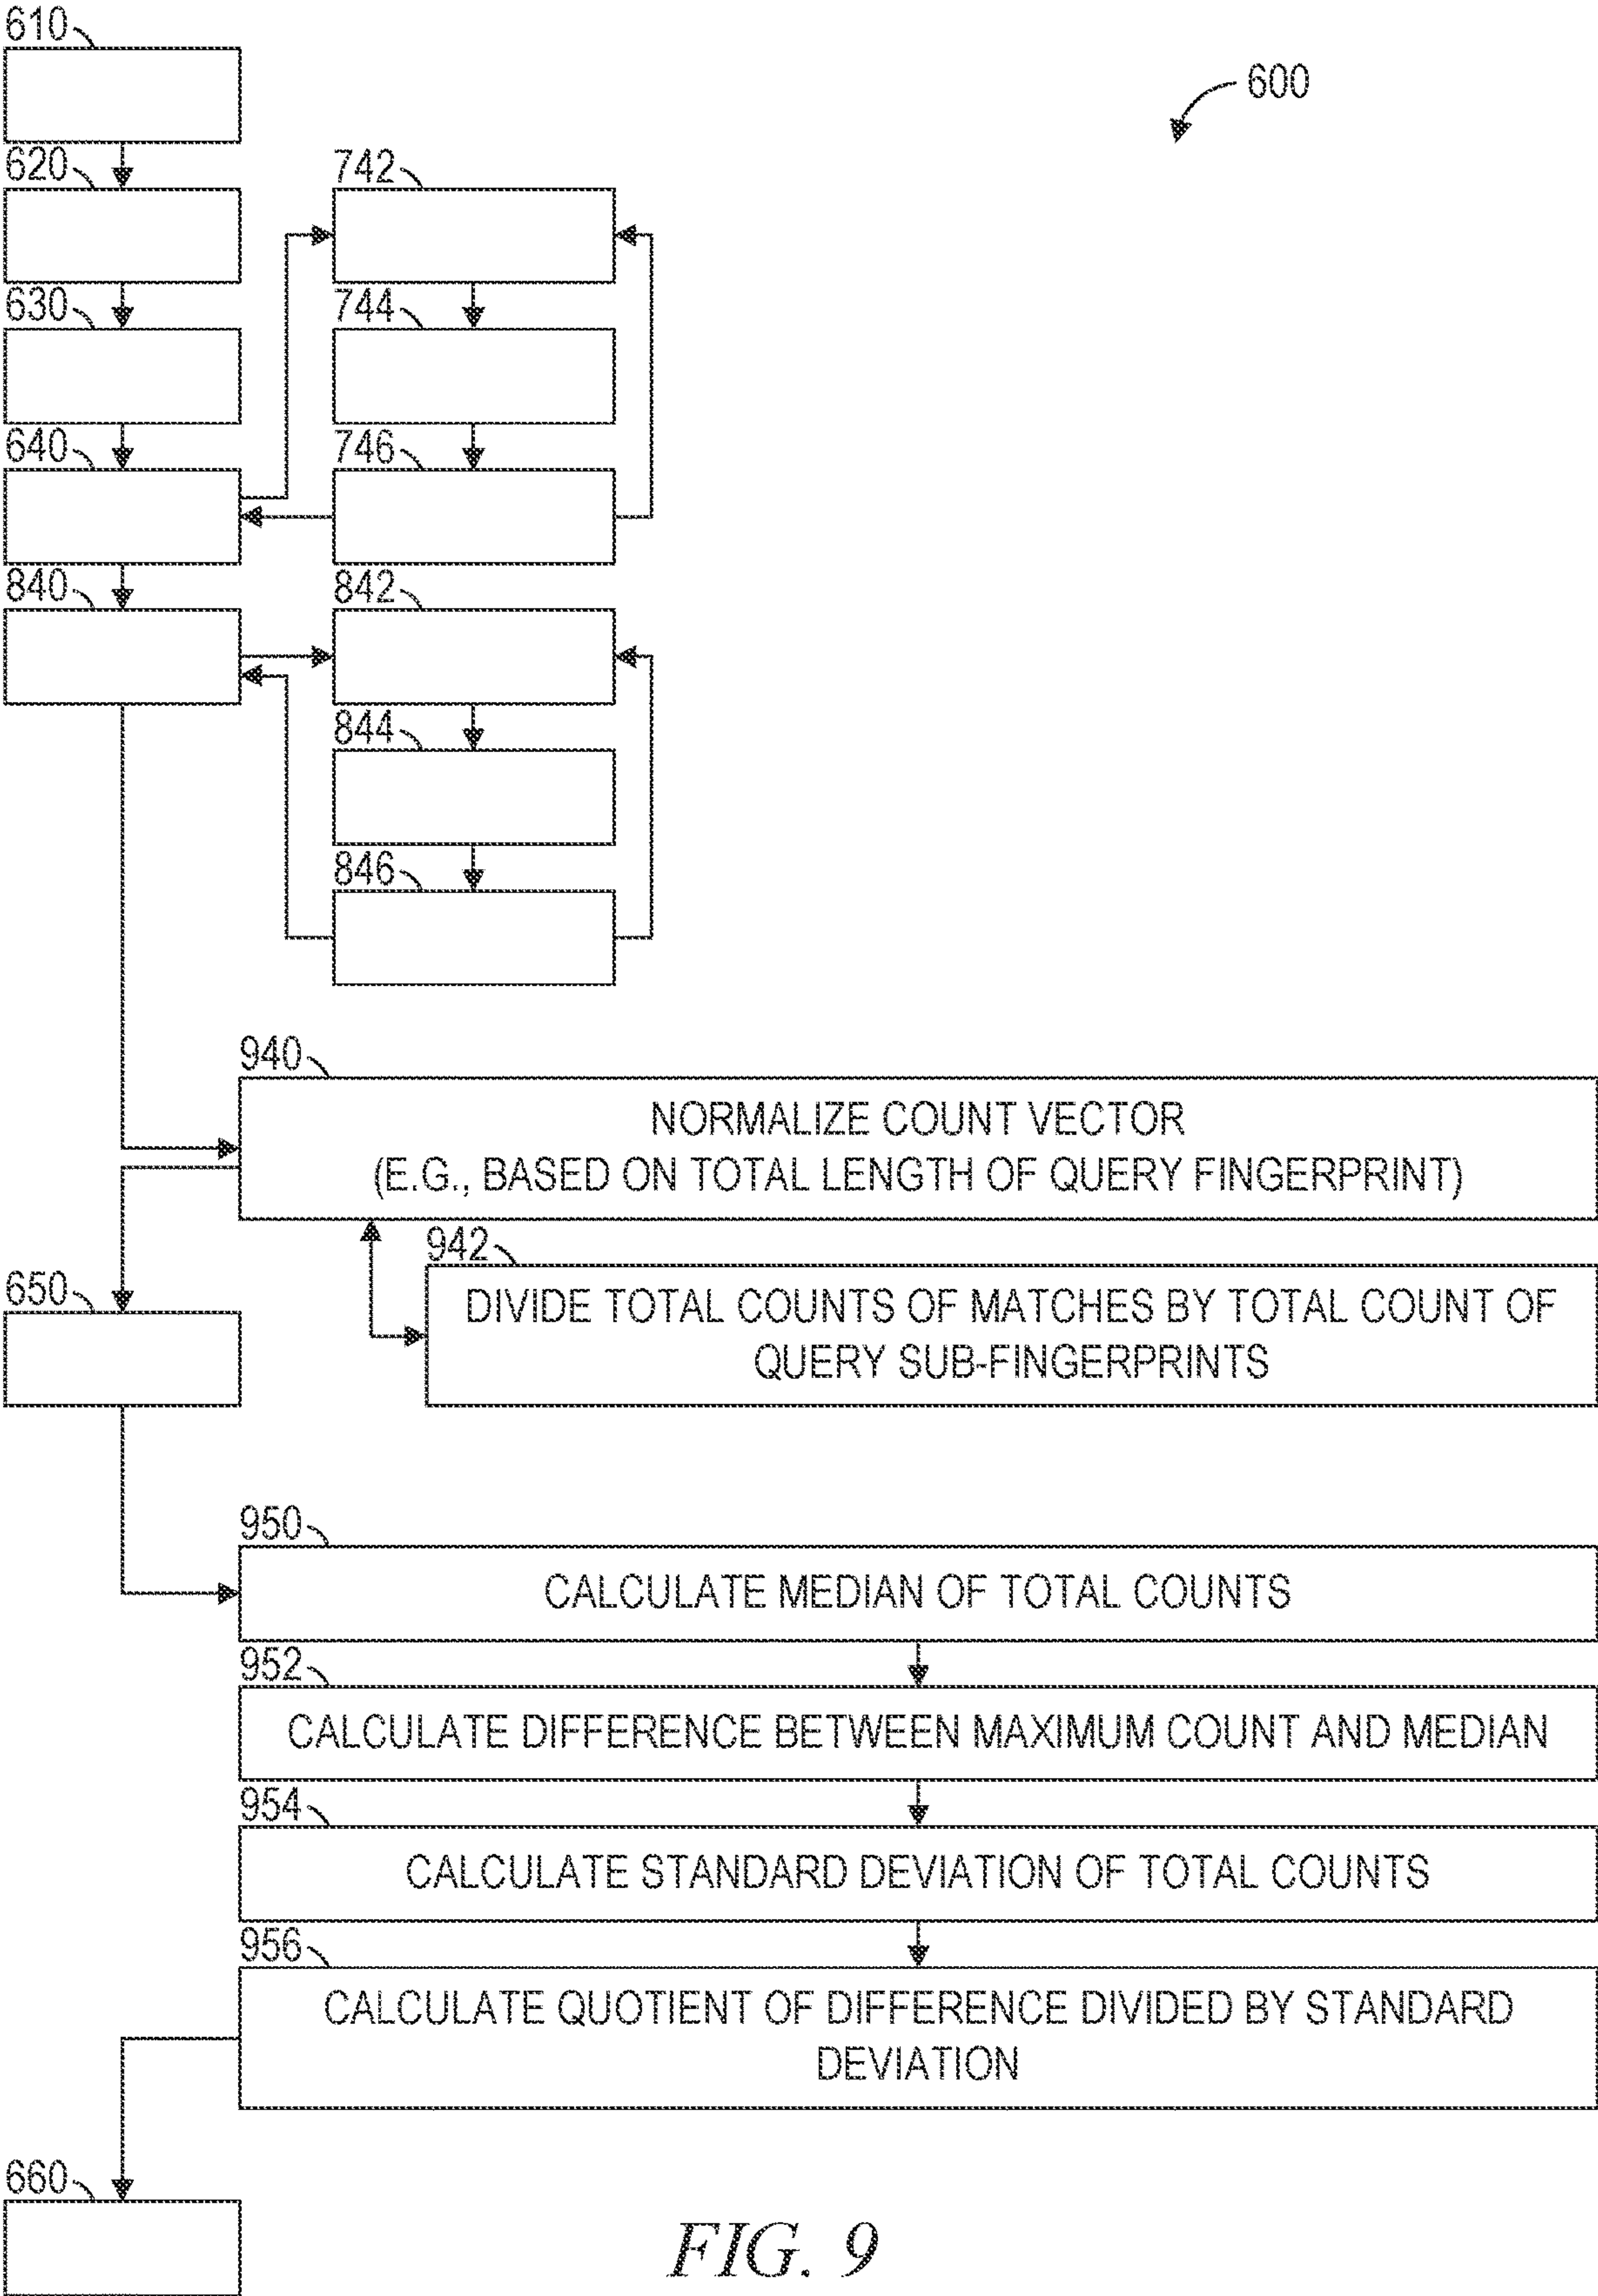 610
600
620
742
630
744
640
746
840
842
844
846
940
NORMALIZE COUNT VECTOR
(E.G., BASED ON TOTAL LENGTH OF QUERY FINGERPRINT)
942
650
DIVIDE TOTAL COUNTS OF MATCHES BY TOTAL COUNT OF
QUERY SUB-FINGERPRINTS
950
CALCULATE MEDIAN OF TOTAL COUNTS
952
CALCULATE DIFFERENCE BETWEEN MAXIMUM COUNT AND MEDIAN
954
CALCULATE STANDARD DEVIATION OF TOTAL COUNTS
956
CALCULATE QUOTIENT OF DIFFERENCE DIVIDED BY STANDARD
DEVIATION
660
FIG. 9